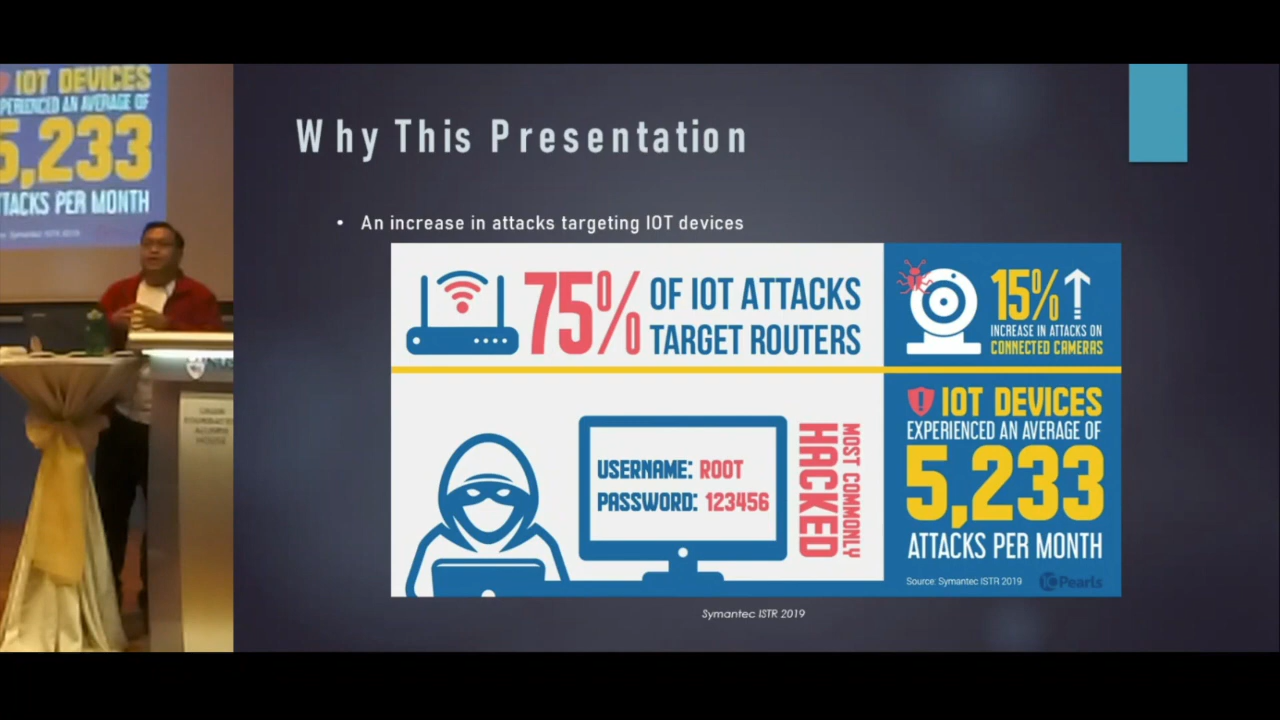 IOT DEVICES
AN AVERAGE OF
5,233
PER MONTH
Why This Presentation
• An increase in attacks targeting IOT devices
75% OF IOT ATTACKS
TARGET ROUTERS
15%
INCREASE IN ATTACKS ON
CONNECTED CAMERAS
USERNAME: ROOT
PASSWORD: 123456
MOST COMMONLY
HACKED
IOT DEVICES
EXPERIENCED AN AVERAGE OF
5,233
ATTACKS PER MONTH
Source: Symantec ISTR 2019
10Pearls
Symantec ISTR 2019